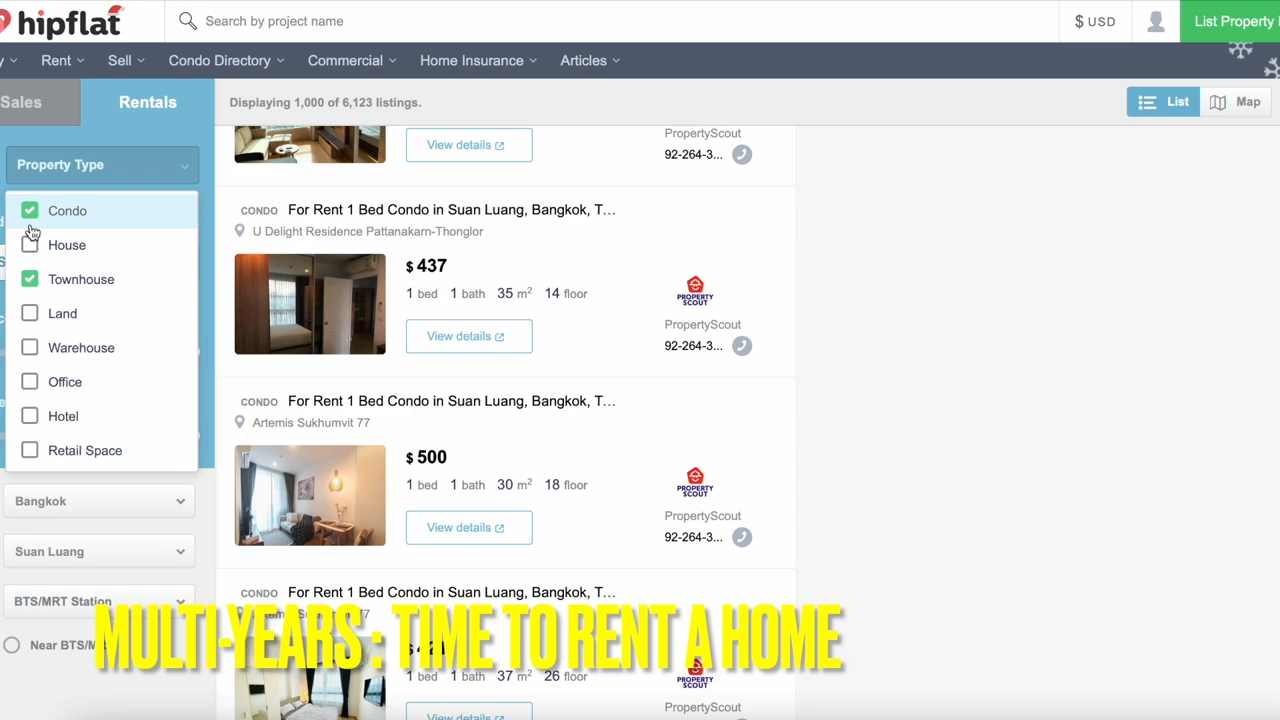 hipflat
Search by project name
$ USD
List Property
Rent
Sell
Condo Directory
Commercial
Home Insurance
Articles
Sales
Rentals
Displaying 1,000 of 6,123 listings.
List
Map
Property Type
Condo
House
Townhouse
Land
Warehouse
Office
Hotel
Retail Space
Bangkok
Suan Luang
BTS/MRT Station
Near BTS/M
View details
PropertyScout
92-264-3...
CONDO For Rent 1 Bed Condo in Suan Luang, Bangkok, T...
U Delight Residence Pattanakarn-Thonglor
$ 437
1 bed 1 bath 35 m² 14 floor
View details
PROPERTY
SCOUT
PropertyScout
92-264-3...
CONDO For Rent 1 Bed Condo in Suan Luang, Bangkok, T...
Artemis Sukhumvit 77
$ 500
1 bed 1 bath 30 m² 18 floor
View details
PROPERTY
SCOUT
PropertyScout
92-264-3...
CONDO For Rent 1 Bed Condo in Suan Luang, Bangkok, T...
MULTI-YEARS : TIME TO RENT A HOME
1 bed 1 bath 37 m² 26 floor
View details
PROPERTY
SCOUT
PropertyScout